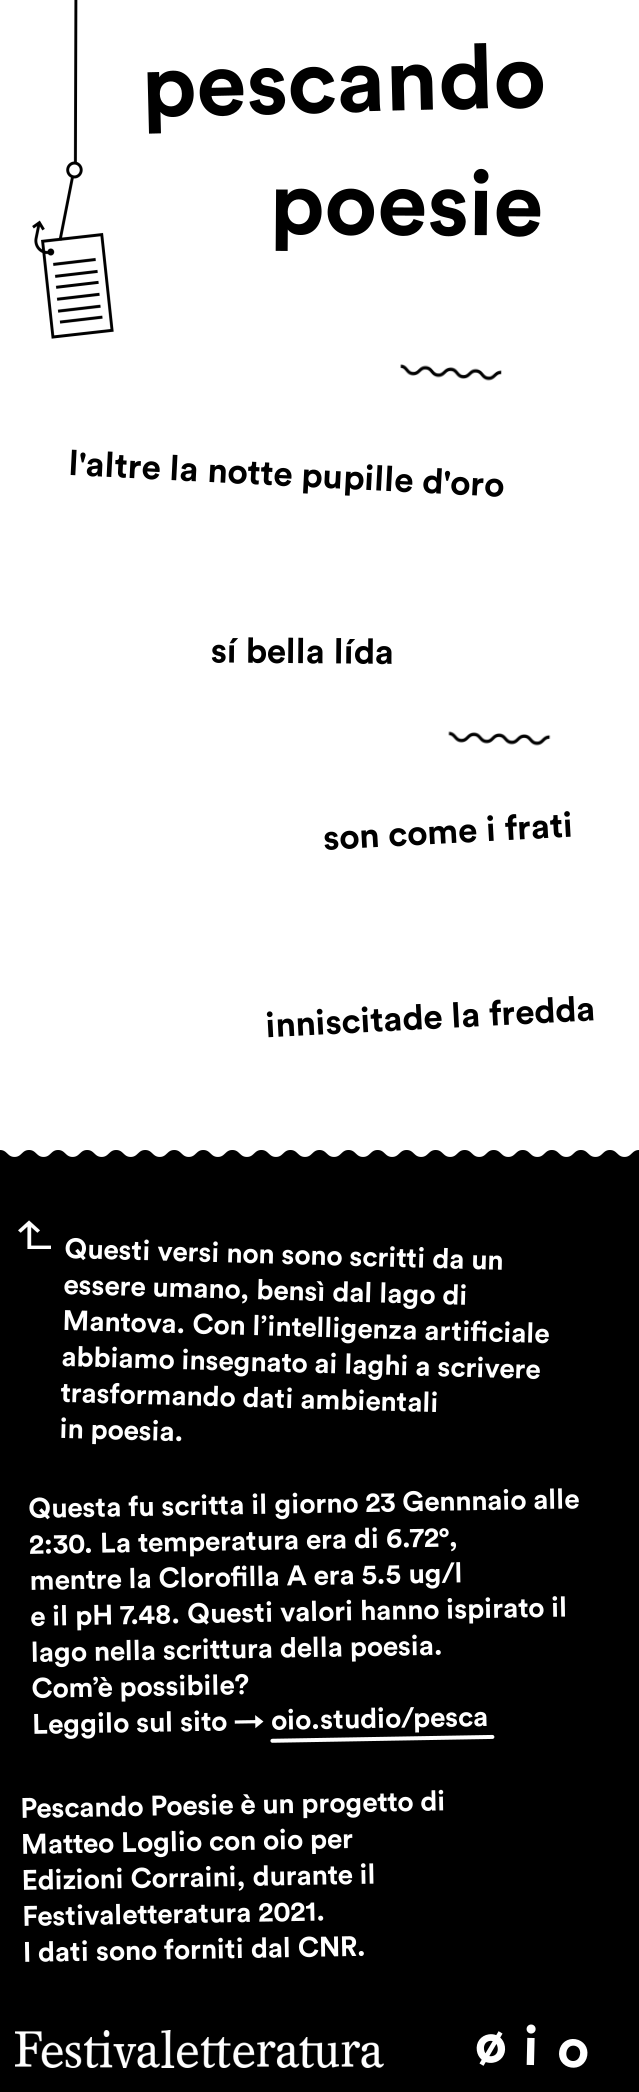 pescando
poesie
l'altre la notte pupille d'oro
sí bella lída
son come i frati
inniscitade la fredda
Questi versi non sono scritti da un
essere umano, bensì dal lago di
Mantova. Con l’intelligenza artificiale
abbiamo insegnato ai laghi a scrivere
trasformando dati ambientali
in poesia.
Questa fu scritta il giorno 23 Gennnaio alle
2:30. La temperatura era di 6.72°,
mentre la Clorofilla A era 5.5 ug/l
e il pH 7.48. Questi valori hanno ispirato il
lago nella scrittura della poesia.
Com’è possibile?
Leggilo sul sito → oio.studio/pesca
Pescando Poesie è un progetto di
Matteo Loglio con oio per
Edizioni Corraini, durante il
Festivaletteratura 2021.
I dati sono forniti dal CNR.
Festivaletteratura ø i o